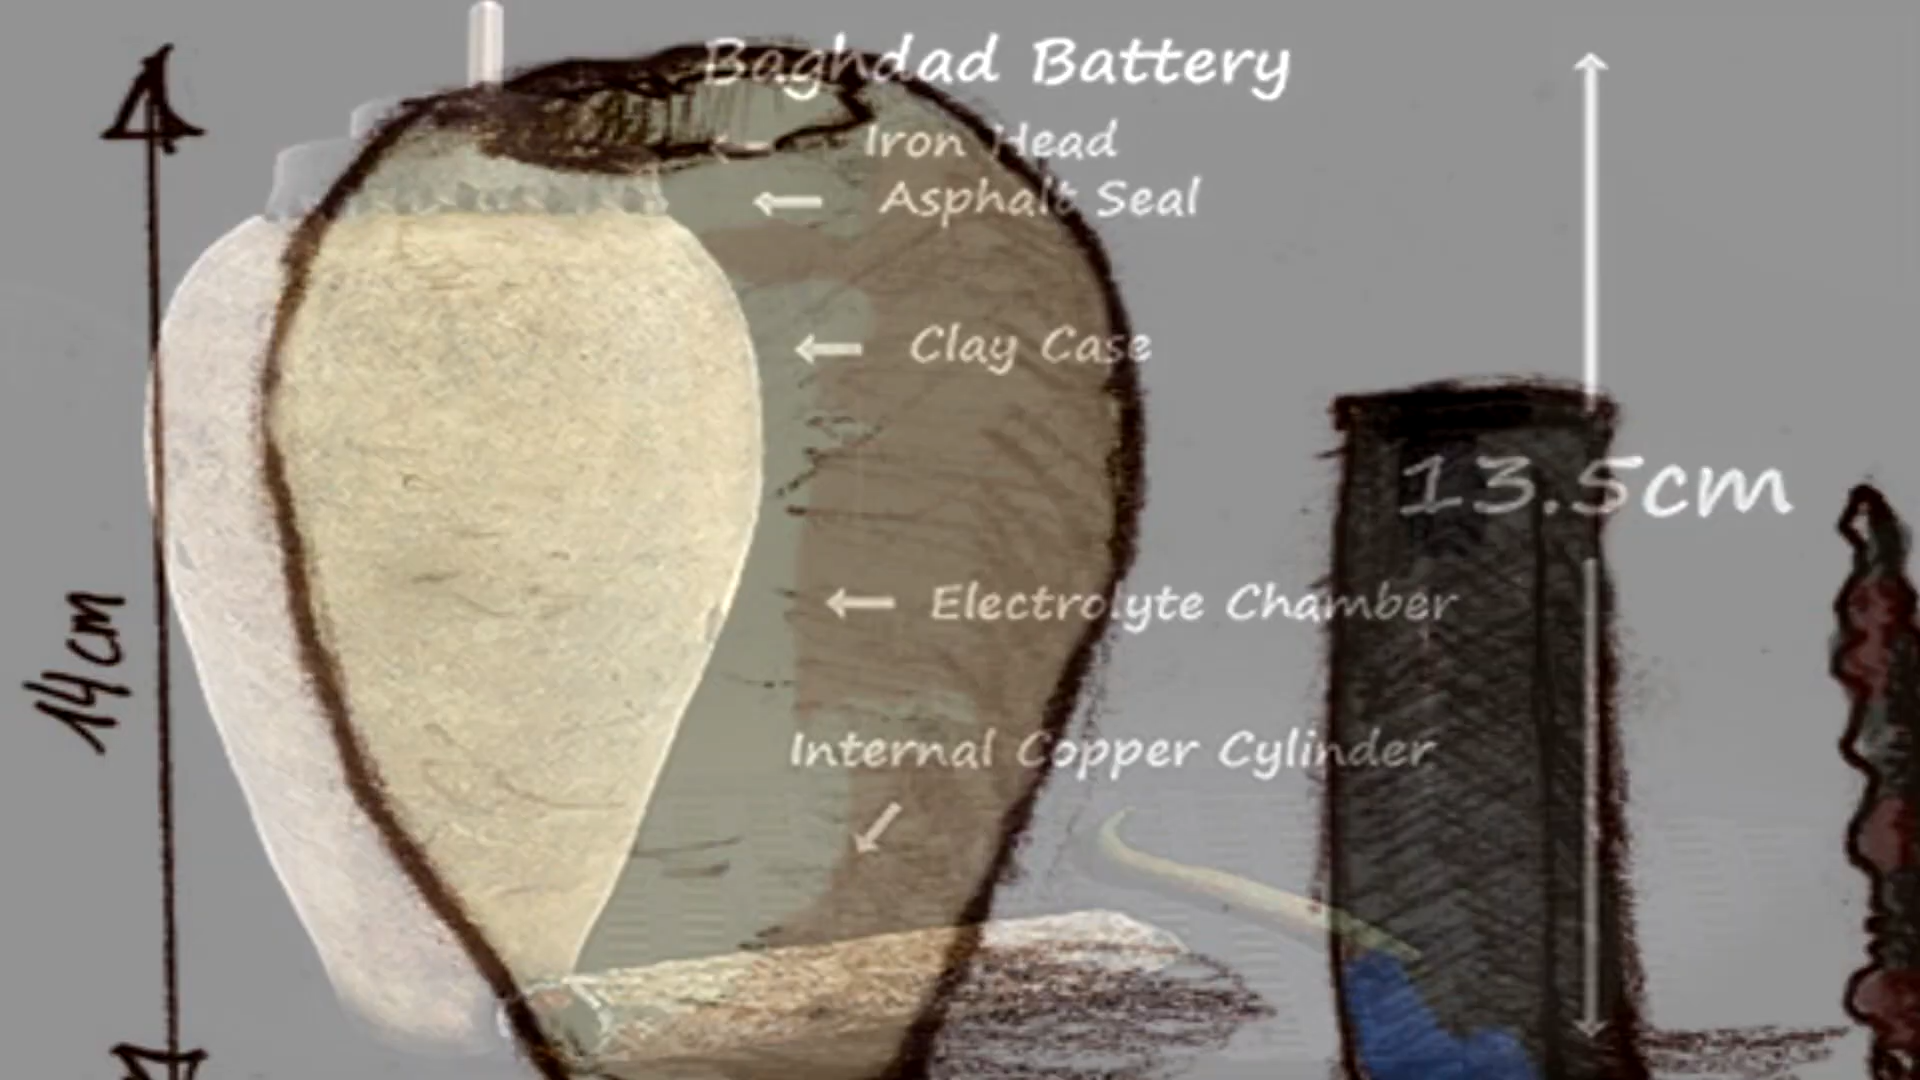 Baghdad Battery
Iron Head
Asphalt Seal
Clay Case
13.5cm
Electrolyte Chamber
14cm
Internal Copper Cylinder